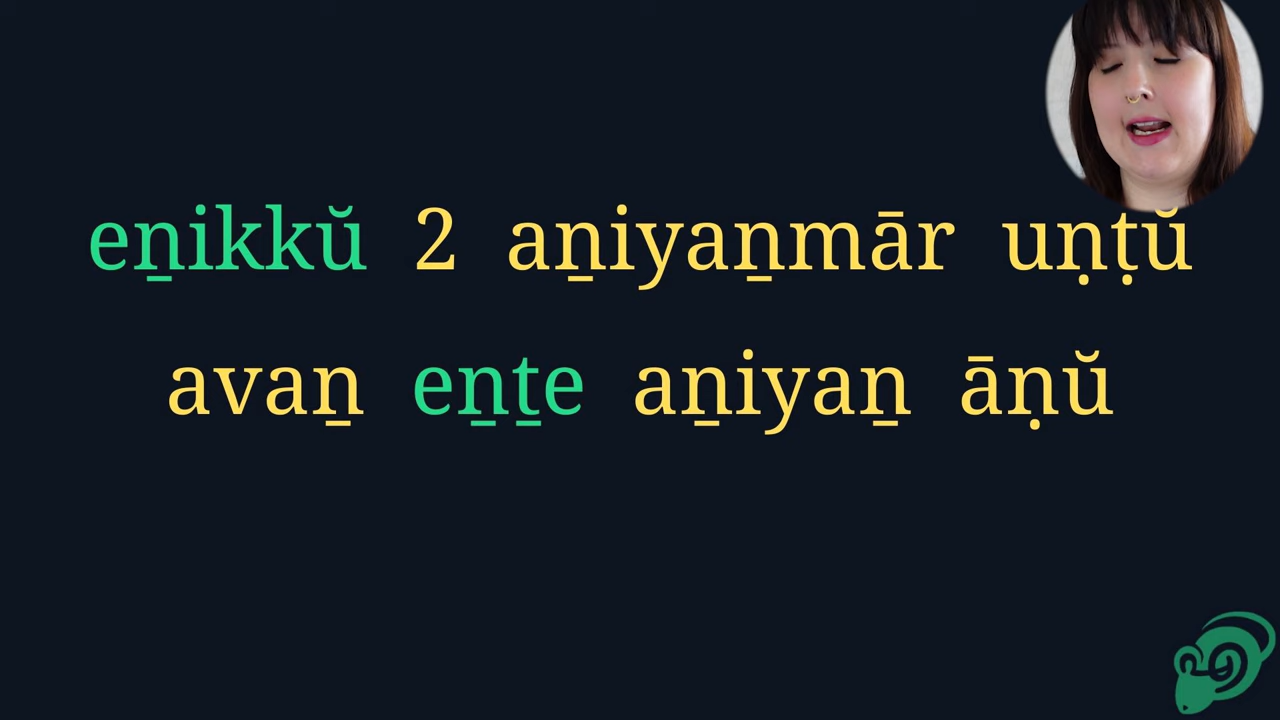 eṉikkŭ 2 aṉiyaṉmār uṇṭŭ
avaṉ eṉṯe aṉiyaṉ āṇŭ